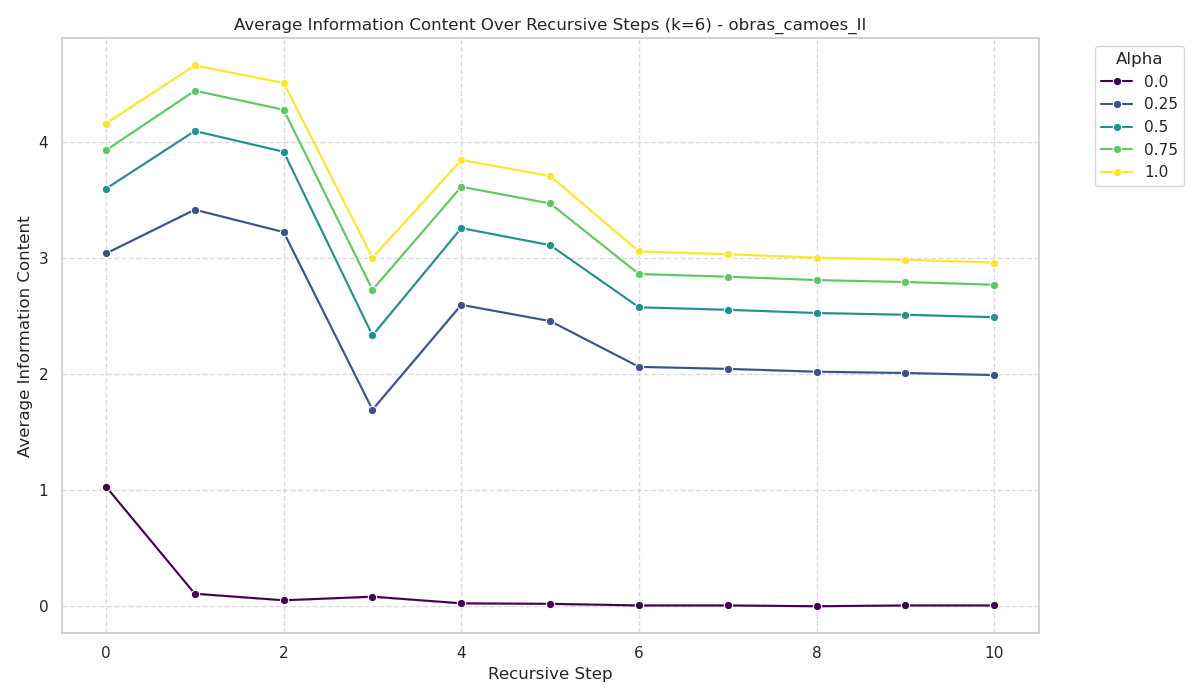 Average Information Content Over Recursive Steps (k=6) - obras_camoes_II
Alpha
0.0
0.25
0.5
0.75
1.0
Average Information Content
4
3
2
1
0
0 2 4 6 8 10
Recursive Step